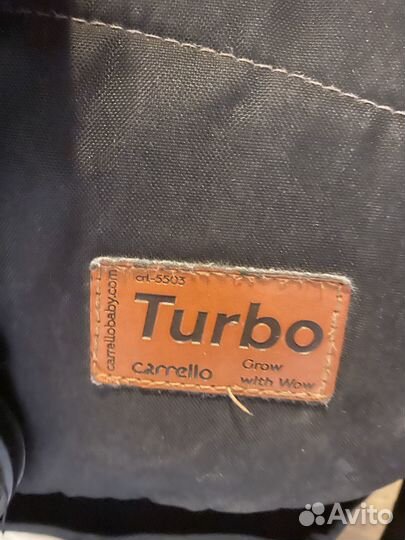 crl-5503
carrellobaby.com
Turbo
carrello
Grow
with Wow
Avito